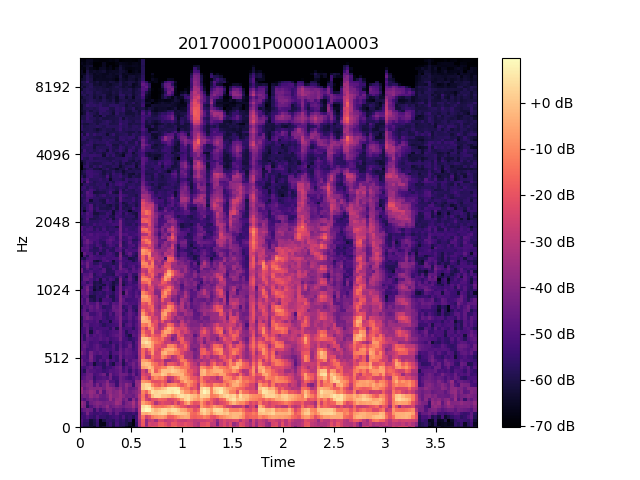 20170001P00001A0003
8192
4096
2048
1024
512
0
Hz
0 0.5 1 1.5 2 2.5 3 3.5
Time
+0 dB
-10 dB
-20 dB
-30 dB
-40 dB
-50 dB
-60 dB
-70 dB